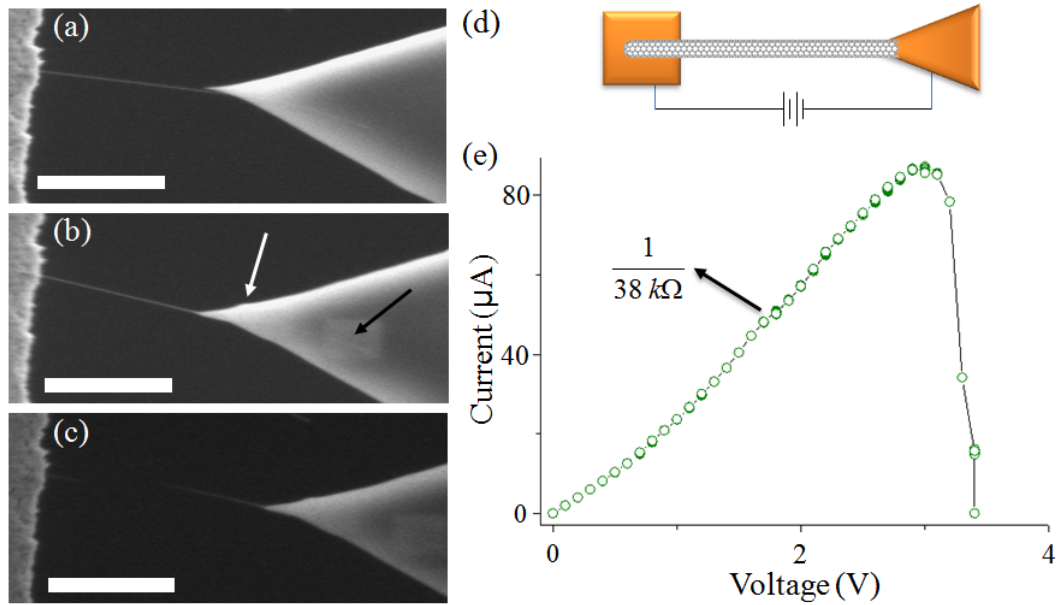 (a)
(b)
(c)
(d)
(e)
Current (μA)
80
40
0
1
38 kΩ
0
2
4
Voltage (V)